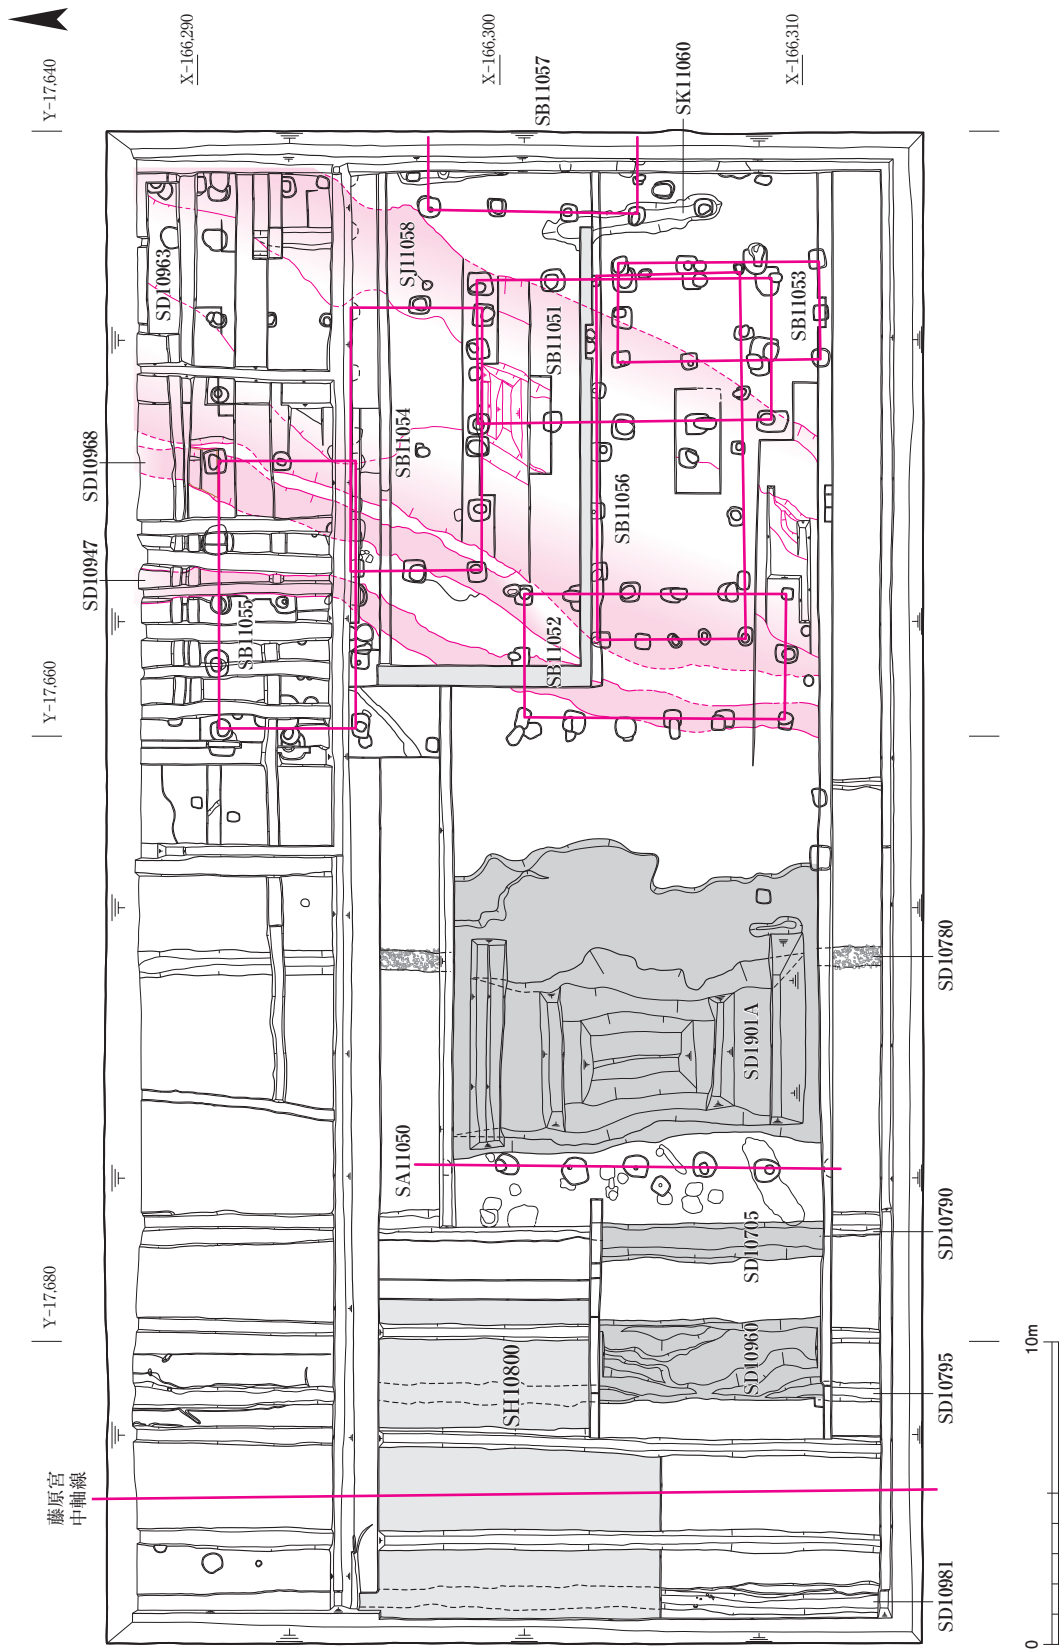 X-166,290
X-166,300
X-166,310
Y-17,640
SB11057
SK11060
SD10963
SJ11058
SB11051
SB11053
SB11054
SD10968
SB11056
SD10947
SB11055
SB11052
Y-17,660
SD10780
SD1901A
SA11050
SD10790
SD10705
Y-17,680
SH10800
SD10960
SD10795
藤原宮
中軸線
SD10981
0
10m